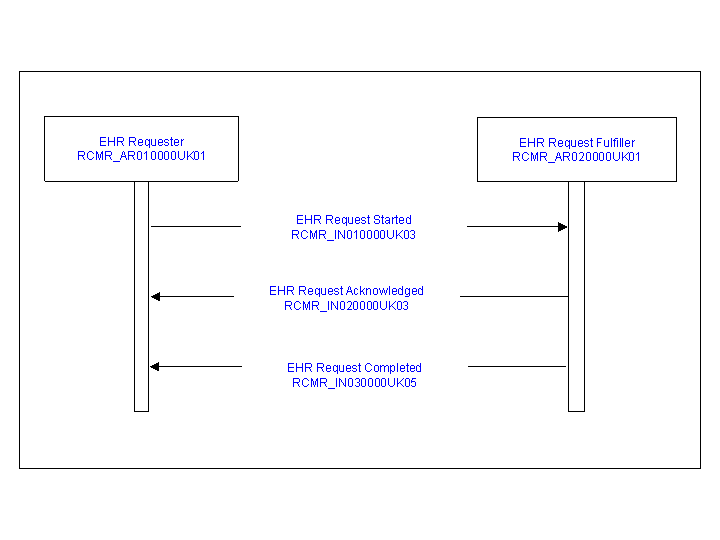 EHR Requester
RCMR_AR010000UK01
EHR Request Fulfiller
RCMR_AR020000UK01
EHR Request Started
RCMR_IN010000UK03
EHR Request Acknowledged
RCMR_IN020000UK03
EHR Request Completed
RCMR_IN030000UK05